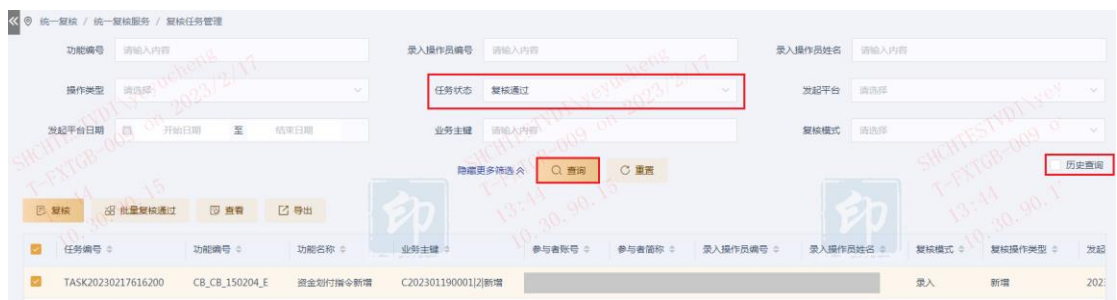 统一复核 / 统一复核服务 / 复核任务管理
功能编号 请输入内容 录入操作员编号 请输入内容 录入操作员姓名 请输入内容
操作类型 请选择 任务状态 复核通过 发起平台 请选择
发起平台日期 开始日期 至 结束日期 业务主键 请输入内容 复核模式 请选择
隐藏更多筛选 查询 重置 历史查询
复核 批量复核通过 查看 导出
任务编号 功能编号 功能名称 业务主键 参与者账号 参与者简称 录入操作员编号 录入操作员姓名 复核模式 复核操作类型 发起
TASK20230217616200 CB_CB_150204_E 资金划付指令新增 C202301190001|2|新增 录入 新增 202
印 印